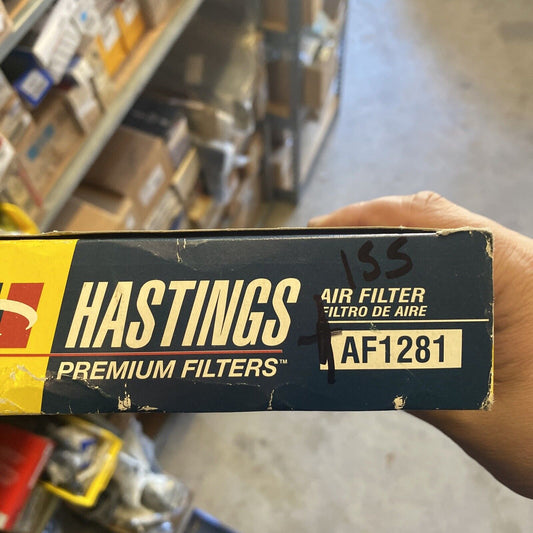 HASTINGS
PREMIUM FILTERS™
155
AIR FILTER
FILTRO DE AIRE
AF1281